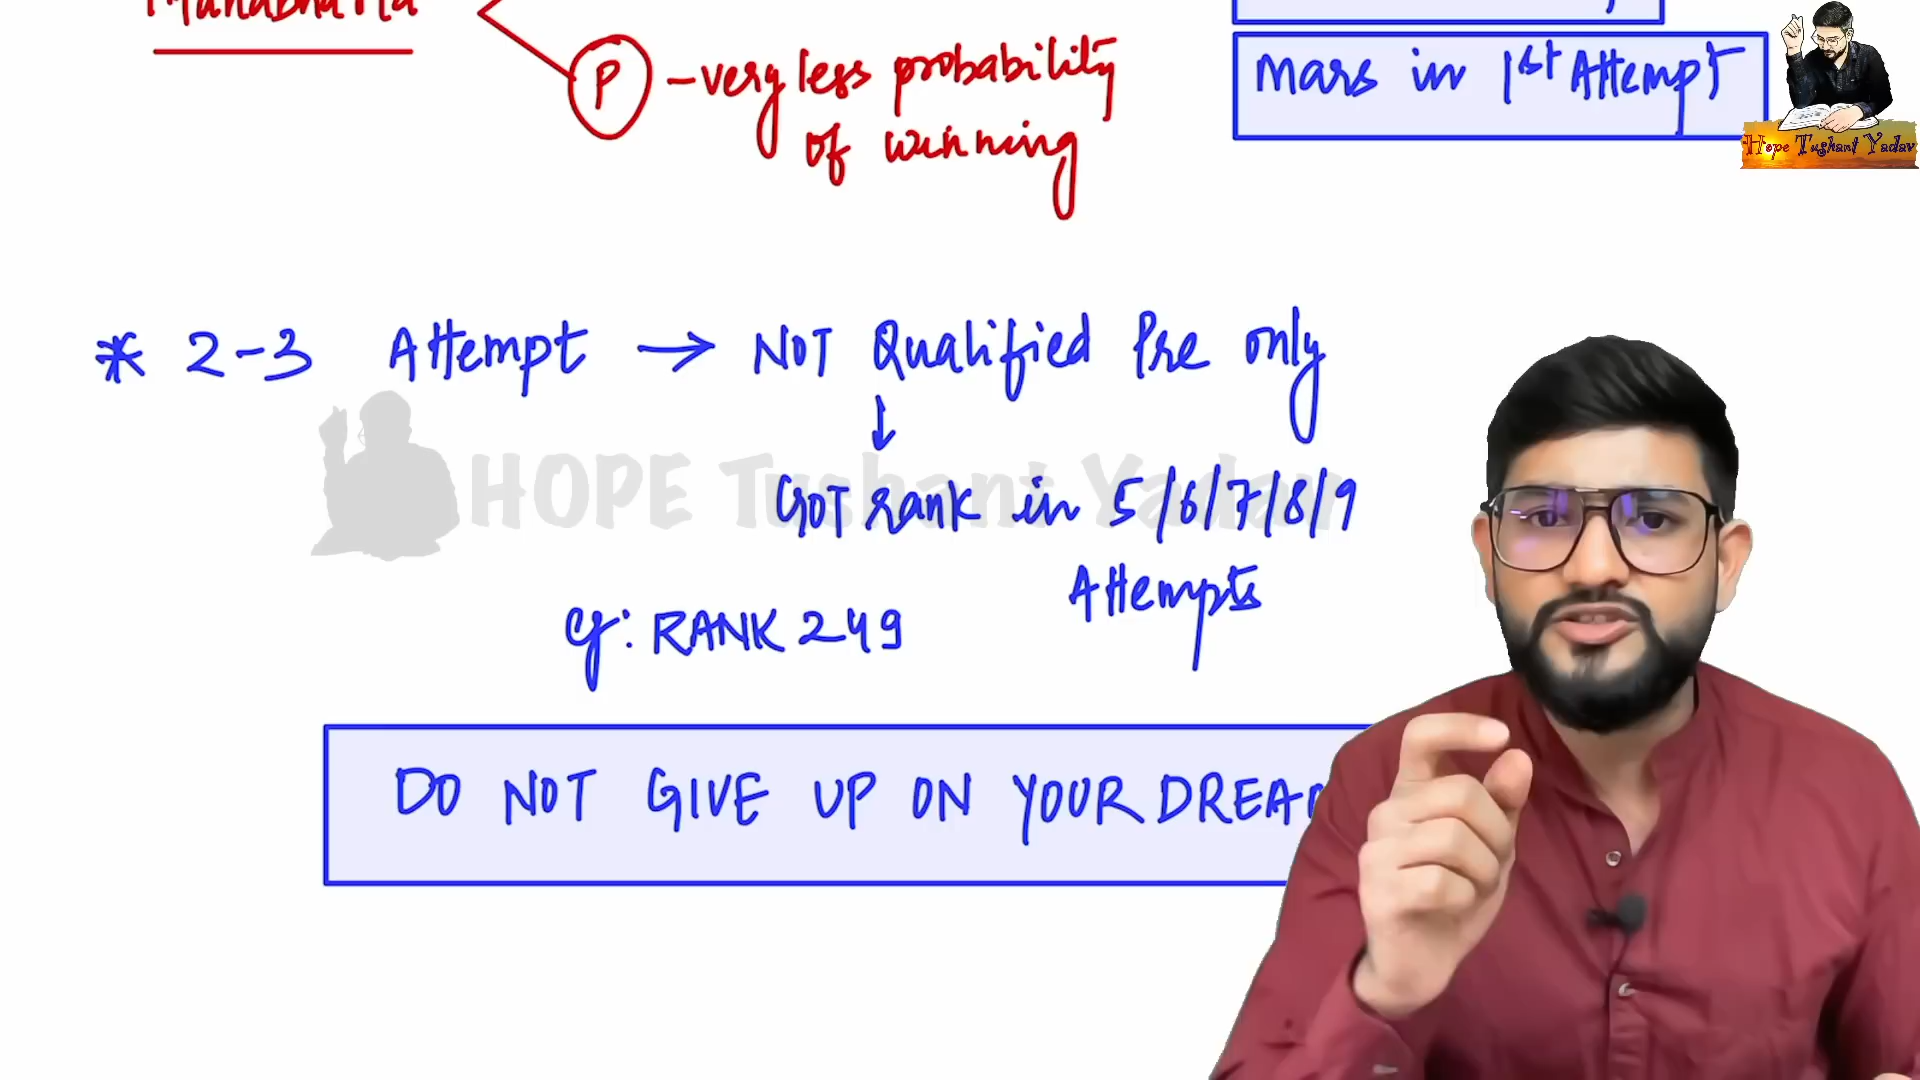 P - very less probability
of winning
Mars in 1st Attempt
Hope Tushant Yadav
* 2-3 Attempt → NOT Qualified Pre only
↓
HOPE Tushant Yadav
GOT rank in 5/6/7/8/9
Attempts
eg: RANK 249
DO NOT GIVE UP ON YOUR